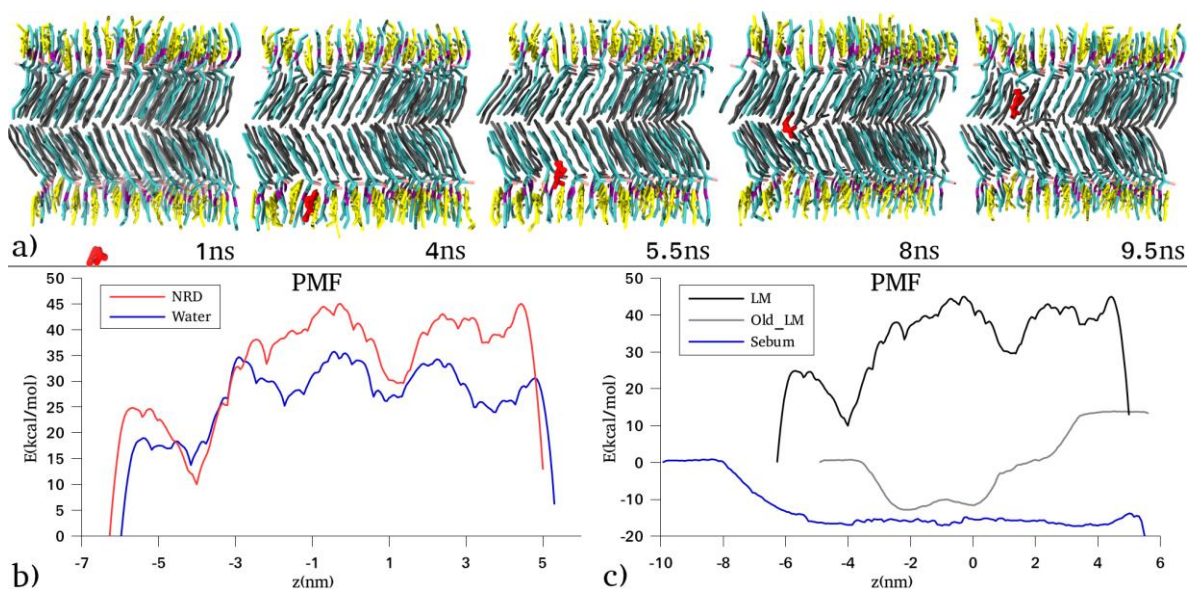 a)
1ns 4ns 5.5ns 8ns 9.5ns
PMF
NRD
Water
E(kcal/mol)
50
45
40
35
30
25
20
15
10
5
0
-7 -5 -3 -1 1 3 5
z(nm)
b)
PMF
LM
Old_LM
Sebum
E(kcal/mol)
50
40
30
20
10
0
-10
-20
-10 -8 -6 -4 -2 0 2 4 6
z(nm)
c)